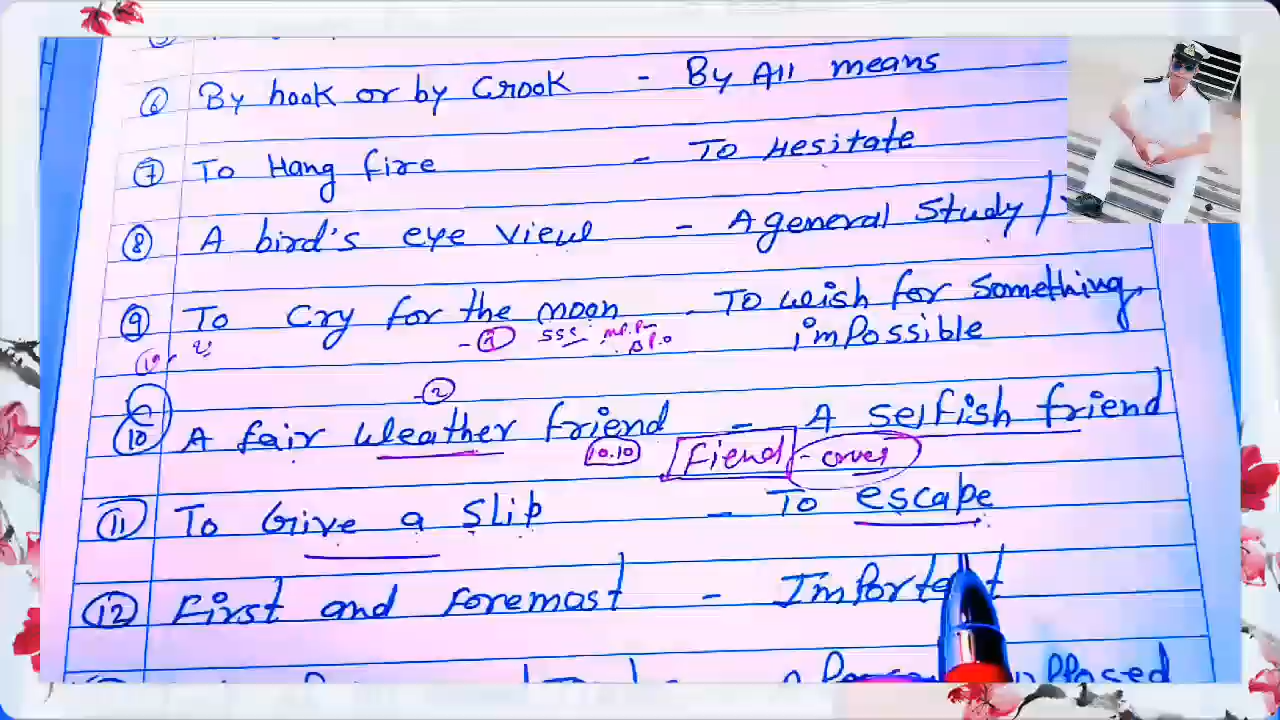 6 By hook or by Crook - By All means
7 To Hang fire - To Hesitate
8 A bird's eye view - A general Study /
9 To Cry for the moon - To wish for something
impossible
SSC
2
10 A fair weather friend - A selfish friend
10.10 Fiend
11 To Give a Slip - To escape
12 First and Foremost - Important